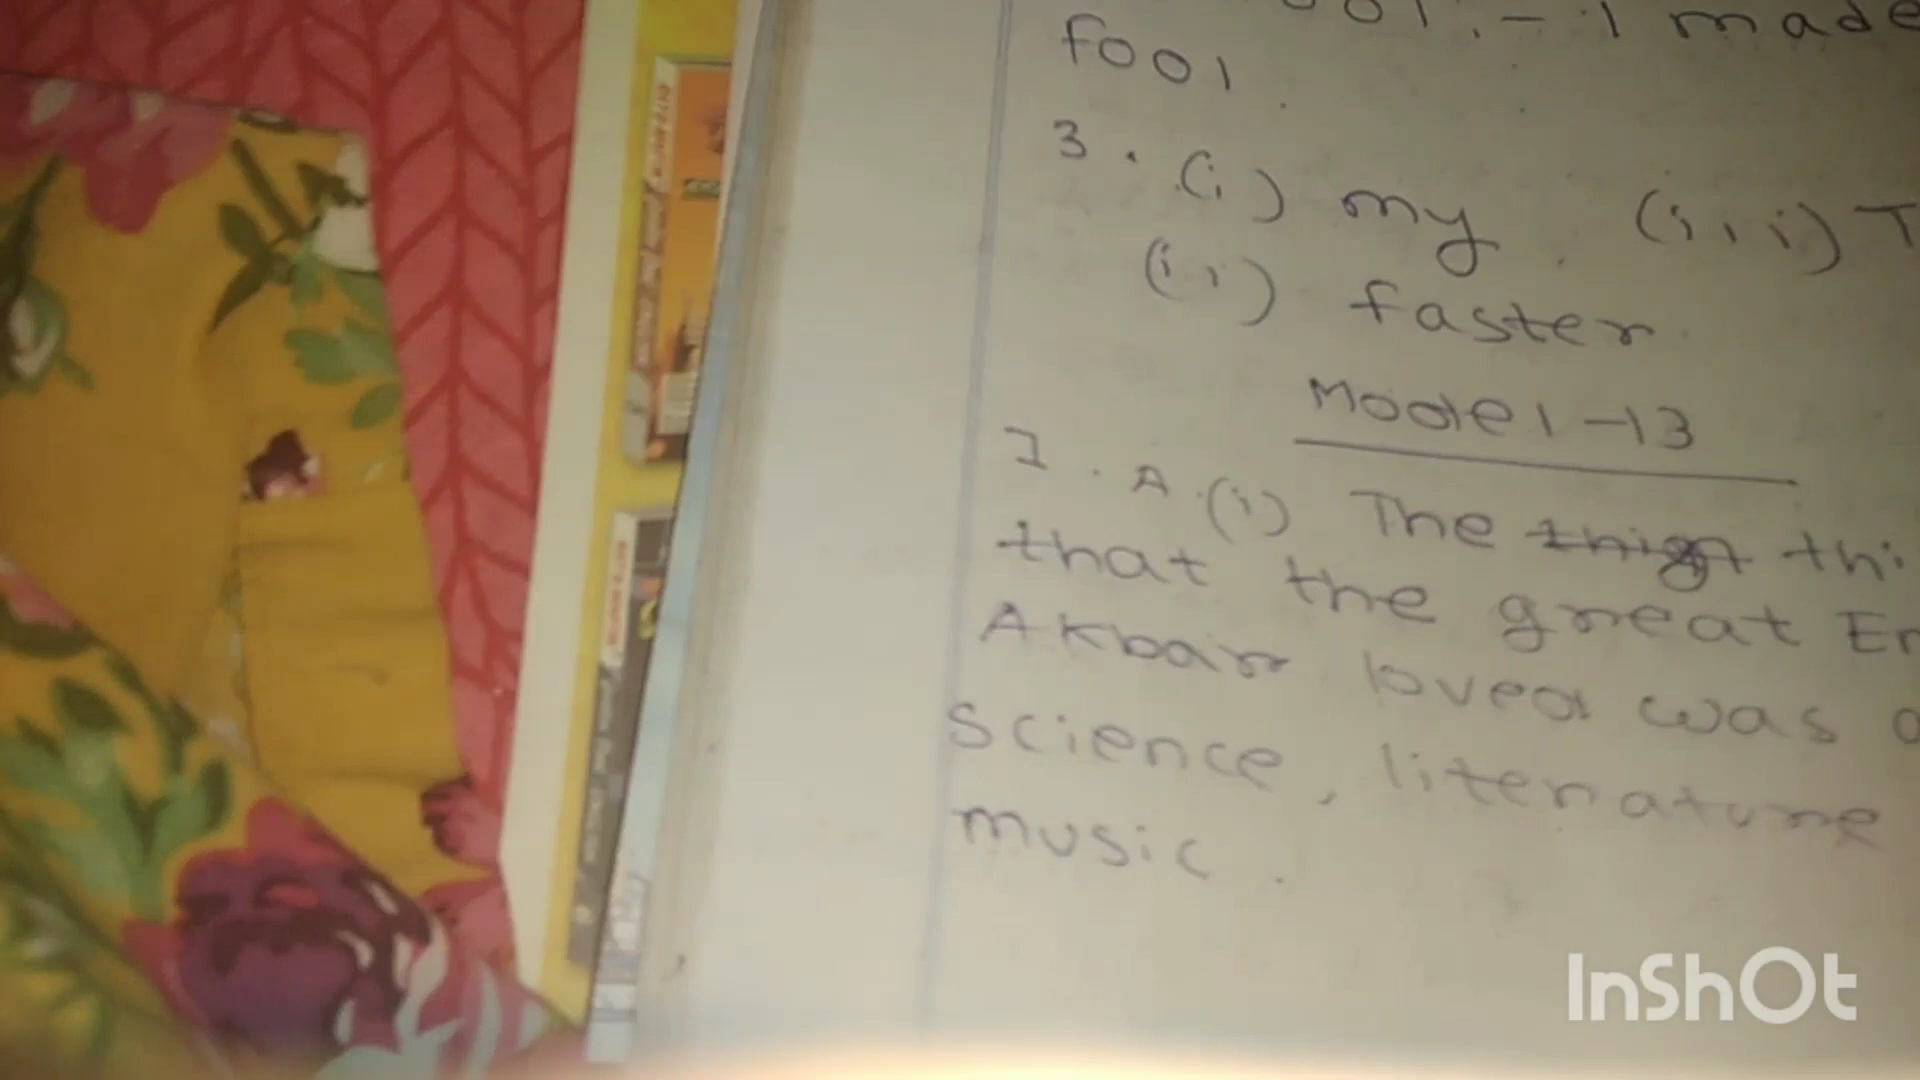 made
fool.
3. (i) my (iii) T
(ii) faster
Model-13
1. A. (i) The thi
that the great Em
Akbar loved was
science, literature
music.
InShOt